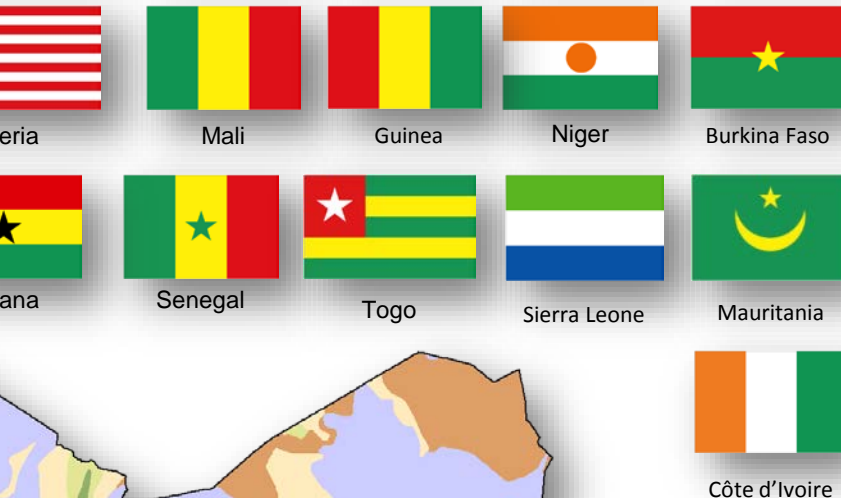 eria Mali Guinea Niger Burkina Faso
ana Senegal Togo Sierra Leone Mauritania
Côte d'Ivoire